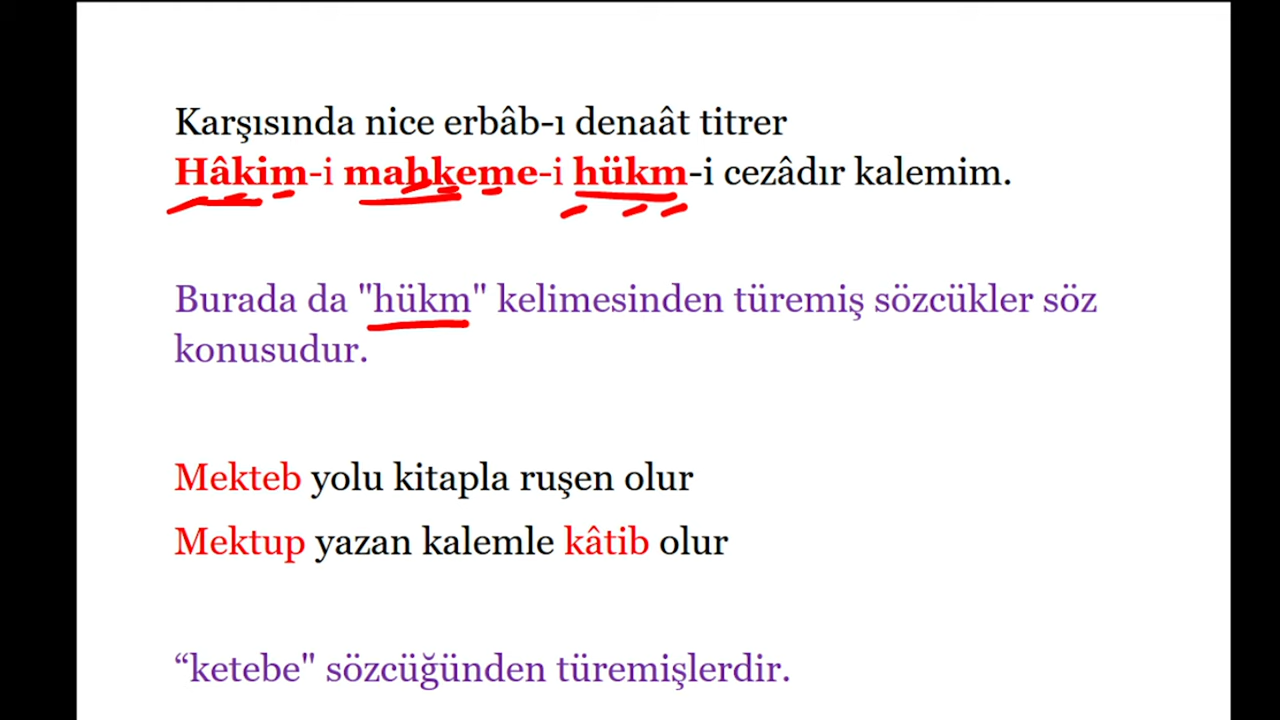 Karşısında nice erbâb-ı denaât titrer
Hâkim-i mahkeme-i hükm-i cezâdır kalemim.
Burada da "hükm" kelimesinden türemiş sözcükler söz
konusudur.
Mekteb yolu kitapla ruşen olur
Mektup yazan kalemle kâtib olur
“ketebe" sözcüğünden türemişlerdir.